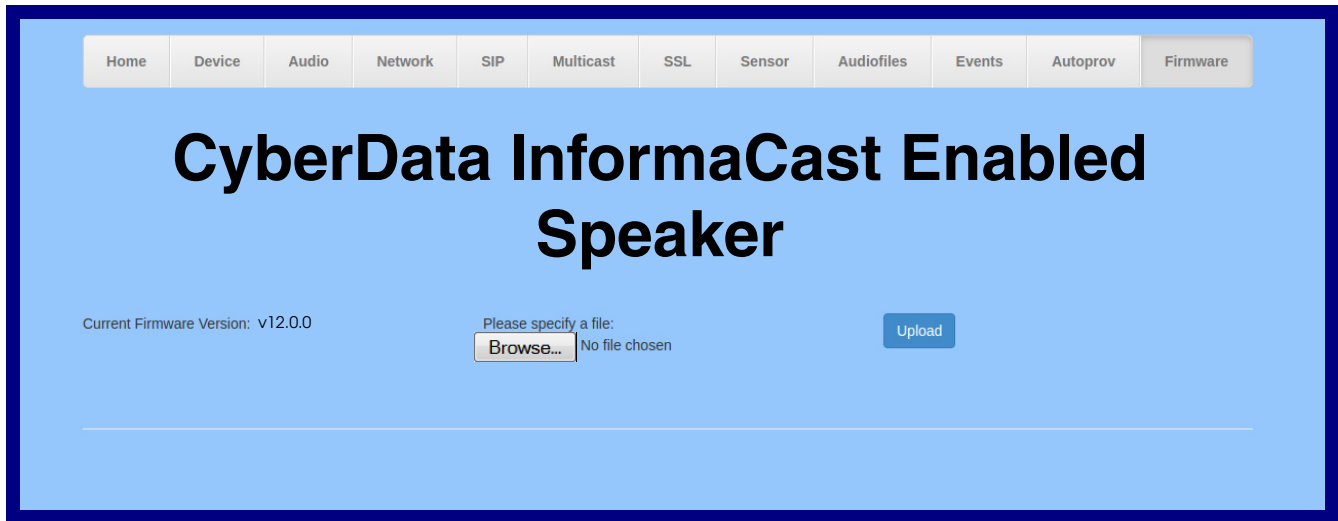 Home Device Audio Network SIP Multicast SSL Sensor Audiofiles Events Autoprov Firmware
CyberData InformaCast Enabled
Speaker
Current Firmware Version: v12.0.0 Please specify a file: Upload
Browse... No file chosen